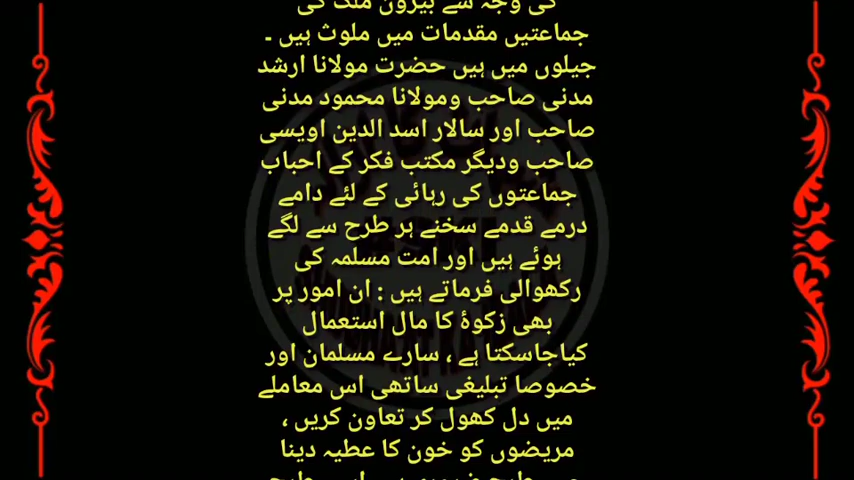 کی وجہ سے بیرون ملک کی
جماعتیں مقدمات میں ملوث ہیں ۔
جیلوں میں ہیں حضرت مولانا ارشد
مدنی صاحب ومولانا محمود مدنی
صاحب اور سالار اسد الدین اویسی
صاحب ودیگر مکتب فکر کے احباب
جماعتوں کی رہائی کے لئے دامے
درمے قدمے سخنے ہر طرح سے لگے
ہوئے ہیں اور امت مسلمہ کی
رکھوالی فرماتے ہیں : ان امور پر
بھی زکوۂ کا مال استعمال
کیاجاسکتا ہے ، سارے مسلمان اور
خصوصا تبلیغی ساتھی اس معاملے
میں دل کھول کر تعاون کریں ،
مریضوں کو خون کا عطیہ دینا